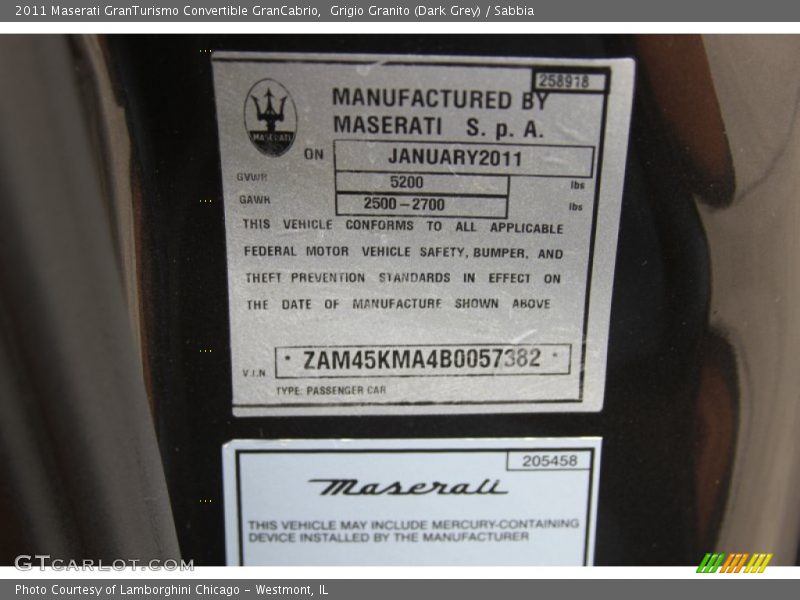 2011 Maserati GranTurismo Convertible GranCabrio,  Grigio Granito (Dark Grey) / Sabbia
258918
MASERATI
MANUFACTURED BY
MASERATI S. p. A.
ON JANUARY2011
GVWR 5200 lbs
GAWR 2500-2700 lbs
THIS VEHICLE CONFORMS TO ALL APPLICABLE
FEDERAL MOTOR VEHICLE SAFETY, BUMPER, AND
THEFT PREVENTION STANDARDS IN EFFECT ON
THE DATE OF MANUFACTURE SHOWN ABOVE
V.I.N * ZAM45KMA4B0057382 *
TYPE: PASSENGER CAR
205458
Maserati
THIS VEHICLE MAY INCLUDE MERCURY-CONTAINING
DEVICE INSTALLED BY THE MANUFACTURER
GTCARLOT.COM
Photo Courtesy of Lamborghini Chicago - Westmont, IL